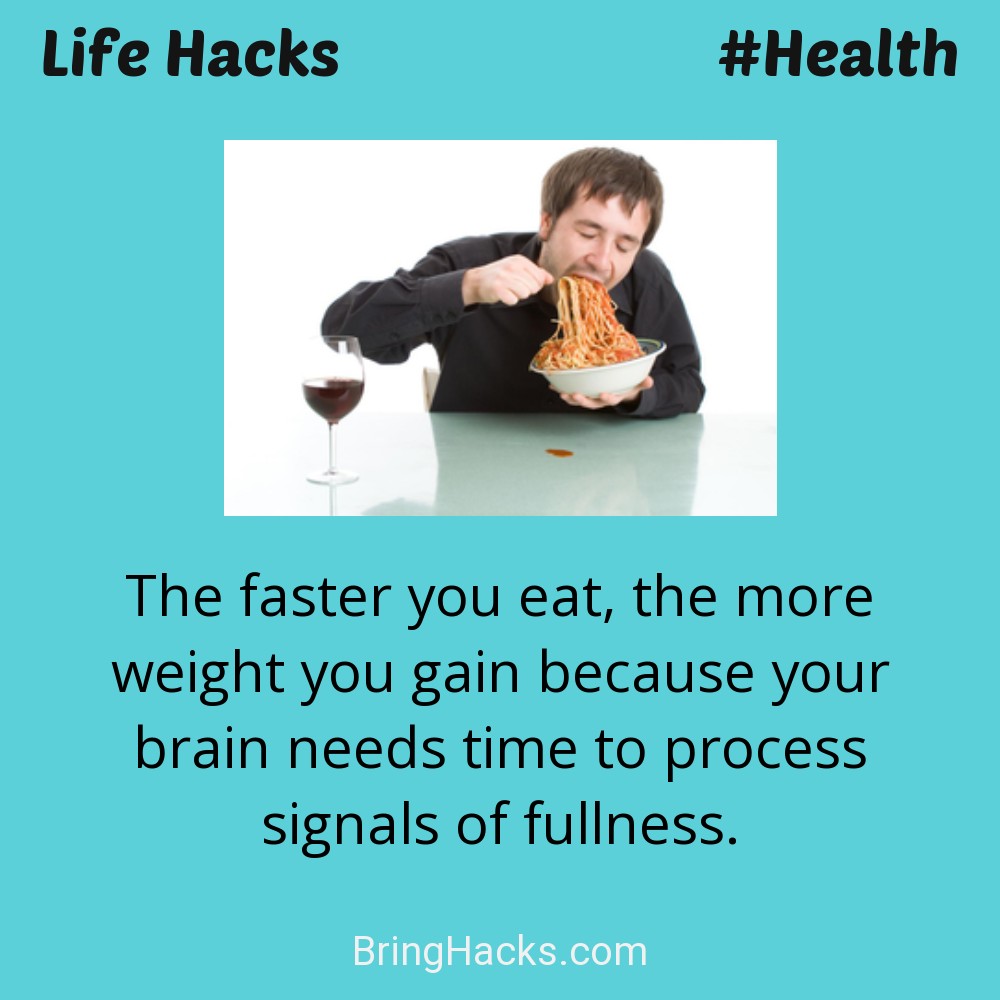 Life Hacks
#Health
The faster you eat, the more
weight you gain because your
brain needs time to process
signals of fullness.
BringHacks.com